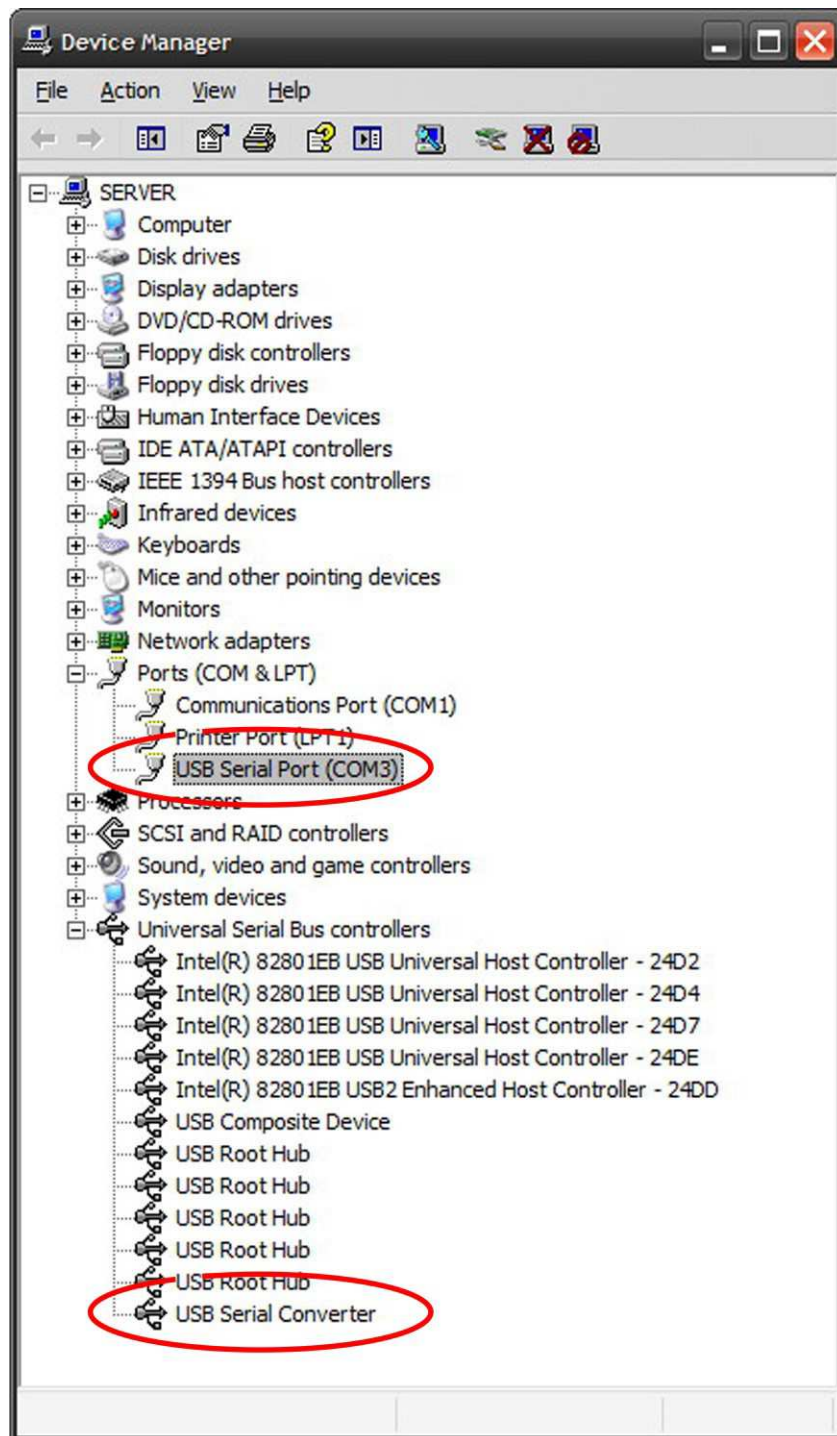 Device Manager
File Action View Help
SERVER
Computer
Disk drives
Display adapters
DVD/CD-ROM drives
Floppy disk controllers
Floppy disk drives
Human Interface Devices
IDE ATA/ATAPI controllers
IEEE 1394 Bus host controllers
Infrared devices
Keyboards
Mice and other pointing devices
Monitors
Network adapters
Ports (COM & LPT)
Communications Port (COM1)
Printer Port (LPT1)
USB Serial Port (COM3)
Processors
SCSI and RAID controllers
Sound, video and game controllers
System devices
Universal Serial Bus controllers
Intel(R) 82801EB USB Universal Host Controller - 24D2
Intel(R) 82801EB USB Universal Host Controller - 24D4
Intel(R) 82801EB USB Universal Host Controller - 24D7
Intel(R) 82801EB USB Universal Host Controller - 24DE
Intel(R) 82801EB USB2 Enhanced Host Controller - 24DD
USB Composite Device
USB Root Hub
USB Root Hub
USB Root Hub
USB Root Hub
USB Root Hub
USB Serial Converter